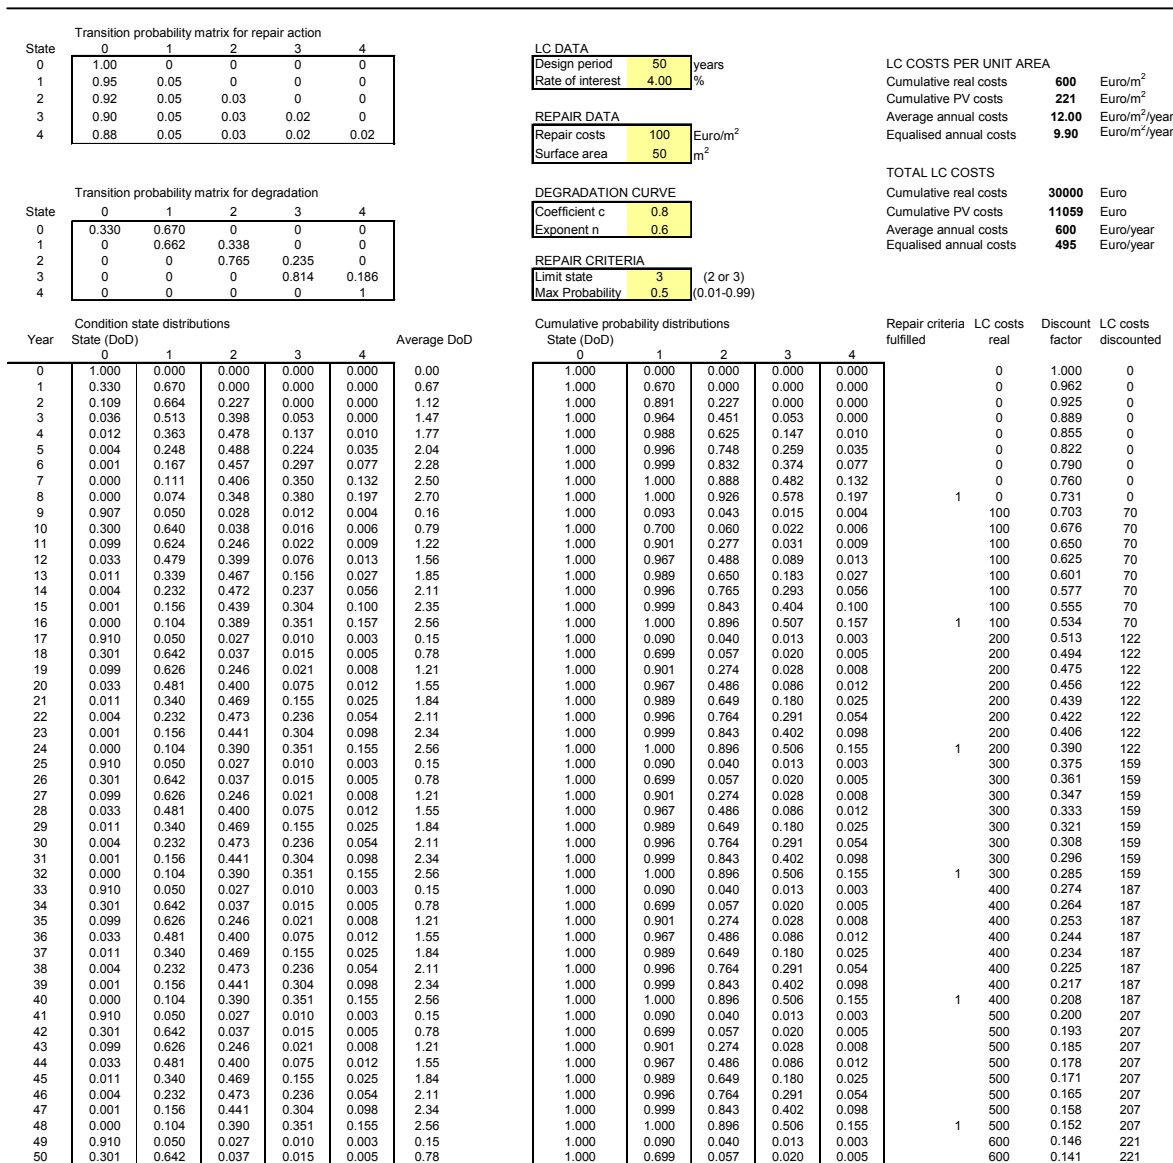 Transition probability matrix for repair action
State 0 1 2 3 4 LC DATA
0 1.00 0 0 0 0 Design period 50 years LC COSTS PER UNIT AREA
1 0.95 0.05 0 0 0 Rate of interest 4.00 % Cumulative real costs 600 Euro/m²
2 0.92 0.05 0.03 0 0 Cumulative PV costs 221 Euro/m²
3 0.90 0.05 0.03 0.02 0 REPAIR DATA Average annual costs 12.00 Euro/m²/year
4 0.88 0.05 0.03 0.02 0.02 Repair costs 100 Euro/m² Equalised annual costs 9.90 Euro/m²/year
Surface area 50 m²
TOTAL LC COSTS
Transition probability matrix for degradation DEGRADATION CURVE Cumulative real costs 30000 Euro
State 0 1 2 3 4 Coefficient c 0.8 Cumulative PV costs 11059 Euro
0 0.330 0.670 0 0 0 Exponent n 0.6 Average annual costs 600 Euro/year
1 0 0.662 0.338 0 0 Equalised annual costs 495 Euro/year
2 0 0 0.765 0.235 0 REPAIR CRITERIA
3 0 0 0 0.814 0.186 Limit state 3 (2 or 3)
4 0 0 0 0 1 Max Probability 0.5 (0.01-0.99)
Condition state distributions Cumulative probability distributions Repair criteria LC costs Discount LC costs
Year State (DoD) Average DoD State (DoD) fulfilled real factor discounted
0 1 2 3 4 0 1 2 3 4
0 1.000 0.000 0.000 0.000 0.000 0.00 1.000 0.000 0.000 0.000 0.000 0 1.000 0
1 0.330 0.670 0.000 0.000 0.000 0.67 1.000 0.670 0.000 0.000 0.000 0 0.962 0
2 0.109 0.664 0.227 0.000 0.000 1.12 1.000 0.891 0.227 0.000 0.000 0 0.925 0
3 0.036 0.513 0.398 0.053 0.000 1.47 1.000 0.964 0.451 0.053 0.000 0 0.889 0
4 0.012 0.363 0.478 0.137 0.010 1.77 1.000 0.988 0.625 0.147 0.010 0 0.855 0
5 0.004 0.248 0.488 0.224 0.035 2.04 1.000 0.996 0.748 0.259 0.035 0 0.822 0
6 0.001 0.167 0.457 0.297 0.077 2.28 1.000 0.999 0.832 0.374 0.077 0 0.790 0
7 0.000 0.111 0.406 0.350 0.132 2.50 1.000 1.000 0.888 0.482 0.132 0 0.760 0
8 0.000 0.074 0.348 0.380 0.197 2.70 1.000 1.000 0.926 0.578 0.197 1 0 0.731 0
9 0.907 0.050 0.028 0.012 0.004 0.16 1.000 0.093 0.043 0.015 0.004 100 0.703 70
10 0.300 0.640 0.038 0.016 0.006 0.79 1.000 0.700 0.060 0.022 0.006 100 0.676 70
11 0.099 0.624 0.246 0.022 0.009 1.22 1.000 0.901 0.277 0.031 0.009 100 0.650 70
12 0.033 0.479 0.399 0.076 0.013 1.56 1.000 0.967 0.488 0.089 0.013 100 0.625 70
13 0.011 0.339 0.467 0.156 0.027 1.85 1.000 0.989 0.650 0.183 0.027 100 0.601 70
14 0.004 0.232 0.472 0.237 0.056 2.11 1.000 0.996 0.765 0.293 0.056 100 0.577 70
15 0.001 0.156 0.439 0.304 0.100 2.35 1.000 0.999 0.843 0.404 0.100 100 0.555 70
16 0.000 0.104 0.389 0.351 0.157 2.56 1.000 1.000 0.896 0.507 0.157 1 100 0.534 70
17 0.910 0.050 0.027 0.010 0.003 0.15 1.000 0.090 0.040 0.013 0.003 200 0.513 122
18 0.301 0.642 0.037 0.015 0.005 0.78 1.000 0.699 0.057 0.020 0.005 200 0.494 122
19 0.099 0.626 0.246 0.021 0.008 1.21 1.000 0.901 0.274 0.028 0.008 200 0.475 122
20 0.033 0.481 0.400 0.075 0.012 1.55 1.000 0.967 0.486 0.086 0.012 200 0.456 122
21 0.011 0.340 0.469 0.155 0.025 1.84 1.000 0.989 0.649 0.180 0.025 200 0.439 122
22 0.004 0.232 0.473 0.236 0.054 2.11 1.000 0.996 0.764 0.291 0.054 200 0.422 122
23 0.001 0.156 0.441 0.304 0.098 2.34 1.000 0.999 0.843 0.402 0.098 200 0.406 122
24 0.000 0.104 0.390 0.351 0.155 2.56 1.000 1.000 0.896 0.506 0.155 1 200 0.390 122
25 0.910 0.050 0.027 0.010 0.003 0.15 1.000 0.090 0.040 0.013 0.003 300 0.375 159
26 0.301 0.642 0.037 0.015 0.005 0.78 1.000 0.699 0.057 0.020 0.005 300 0.361 159
27 0.099 0.626 0.246 0.021 0.008 1.21 1.000 0.901 0.274 0.028 0.008 300 0.347 159
28 0.033 0.481 0.400 0.075 0.012 1.55 1.000 0.967 0.486 0.086 0.012 300 0.333 159
29 0.011 0.340 0.469 0.155 0.025 1.84 1.000 0.989 0.649 0.180 0.025 300 0.321 159
30 0.004 0.232 0.473 0.236 0.054 2.11 1.000 0.996 0.764 0.291 0.054 300 0.308 159
31 0.001 0.156 0.441 0.304 0.098 2.34 1.000 0.999 0.843 0.402 0.098 300 0.296 159
32 0.000 0.104 0.390 0.351 0.155 2.56 1.000 1.000 0.896 0.506 0.155 1 300 0.285 159
33 0.910 0.050 0.027 0.010 0.003 0.15 1.000 0.090 0.040 0.013 0.003 400 0.274 187
34 0.301 0.642 0.037 0.015 0.005 0.78 1.000 0.699 0.057 0.020 0.005 400 0.264 187
35 0.099 0.626 0.246 0.021 0.008 1.21 1.000 0.901 0.274 0.028 0.008 400 0.253 187
36 0.033 0.481 0.400 0.075 0.012 1.55 1.000 0.967 0.486 0.086 0.012 400 0.244 187
37 0.011 0.340 0.469 0.155 0.025 1.84 1.000 0.989 0.649 0.180 0.025 400 0.234 187
38 0.004 0.232 0.473 0.236 0.054 2.11 1.000 0.996 0.764 0.291 0.054 400 0.225 187
39 0.001 0.156 0.441 0.304 0.098 2.34 1.000 0.999 0.843 0.402 0.098 400 0.217 187
40 0.000 0.104 0.390 0.351 0.155 2.56 1.000 1.000 0.896 0.506 0.155 1 400 0.208 187
41 0.910 0.050 0.027 0.010 0.003 0.15 1.000 0.090 0.040 0.013 0.003 500 0.200 207
42 0.301 0.642 0.037 0.015 0.005 0.78 1.000 0.699 0.057 0.020 0.005 500 0.193 207
43 0.099 0.626 0.246 0.021 0.008 1.21 1.000 0.901 0.274 0.028 0.008 500 0.185 207
44 0.033 0.481 0.400 0.075 0.012 1.55 1.000 0.967 0.486 0.086 0.012 500 0.178 207
45 0.011 0.340 0.469 0.155 0.025 1.84 1.000 0.989 0.649 0.180 0.025 500 0.171 207
46 0.004 0.232 0.473 0.236 0.054 2.11 1.000 0.996 0.764 0.291 0.054 500 0.165 207
47 0.001 0.156 0.441 0.304 0.098 2.34 1.000 0.999 0.843 0.402 0.098 500 0.158 207
48 0.000 0.104 0.390 0.351 0.155 2.56 1.000 1.000 0.896 0.506 0.155 1 500 0.152 207
49 0.910 0.050 0.027 0.010 0.003 0.15 1.000 0.090 0.040 0.013 0.003 600 0.146 221
50 0.301 0.642 0.037 0.015 0.005 0.78 1.000 0.699 0.057 0.020 0.005 600 0.141 221